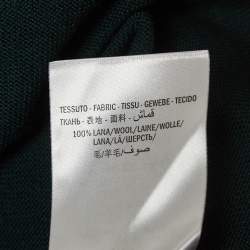 TESSUTO - FABRIC - TISSU - GEWEBE - TECIDO
ТКАНЬ - 表地 - 面料 - قماش
100% LANA/WOOL/LAINE/WOLLE/
LANA/LÃ/ШЕРСТЬ/
毛/羊毛/ صوف